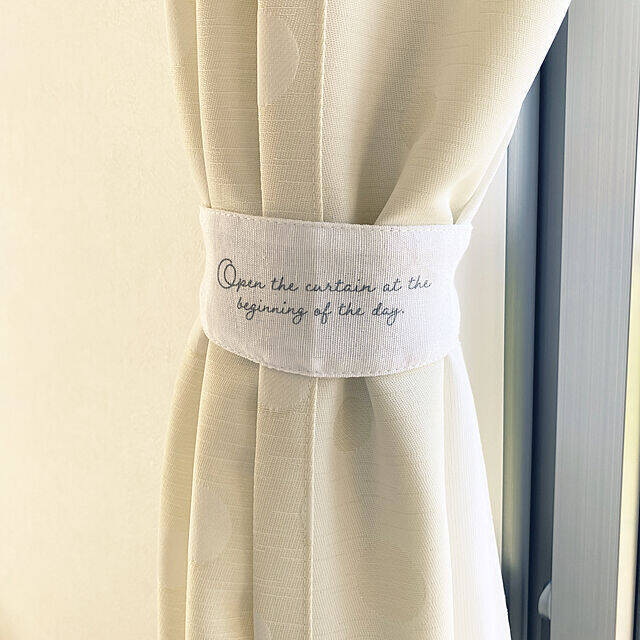 Open the curtain at the
beginning of the day.